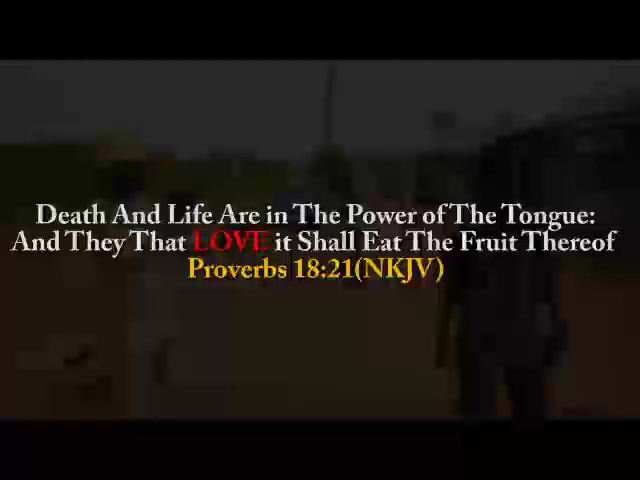 Death And Life Are in The Power of The Tongue:
And They That LOVE it Shall Eat The Fruit Thereof
Proverbs 18:21(NKJV)